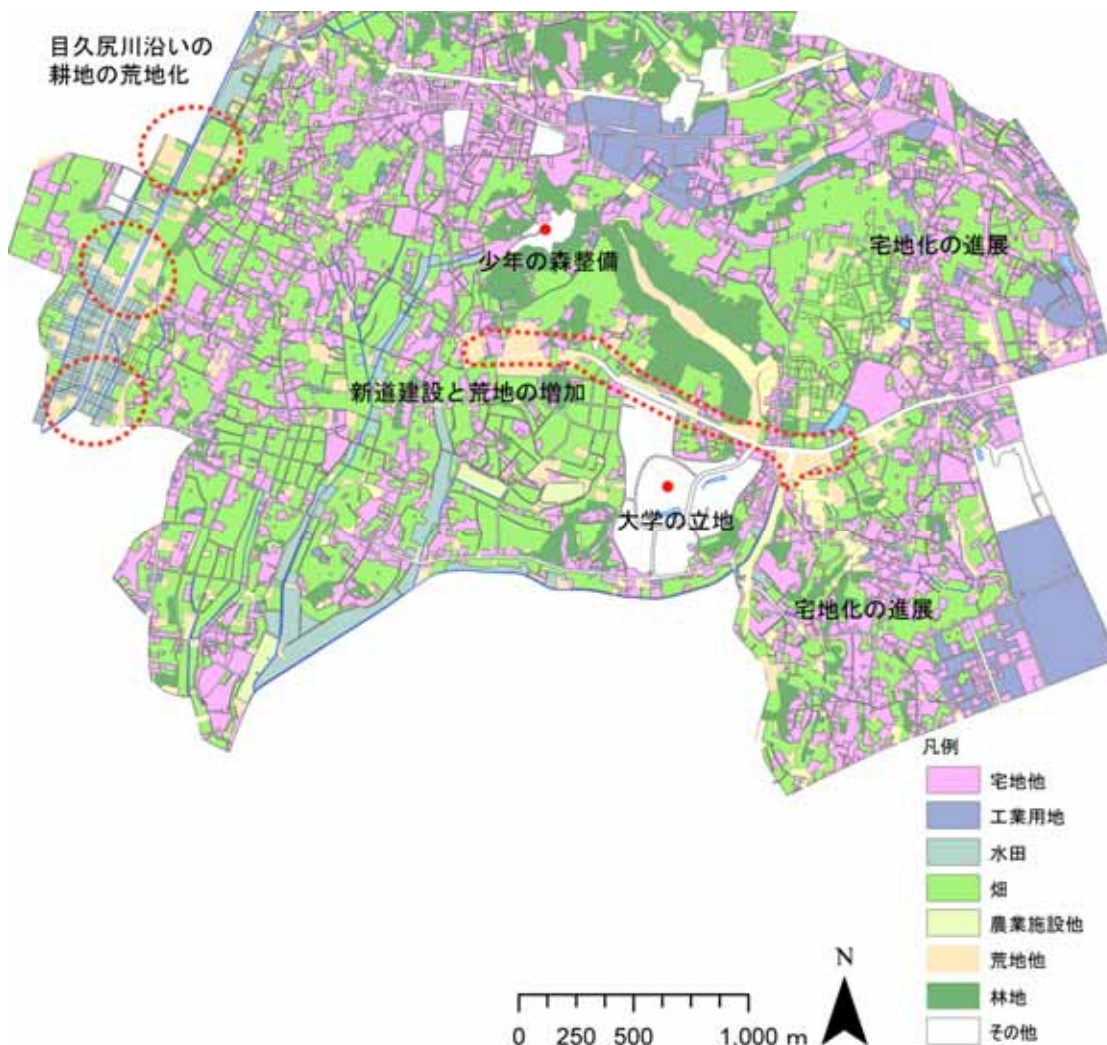 目久尻川沿いの
耕地の荒地化
宅地化の進展
少年の森整備
新道建設と荒地の増加
大学の立地
宅地化の進展
凡例
宅地他
工業用地
水田
畑
農業施設他
荒地他
林地
その他
N
0 250 500 1,000 m